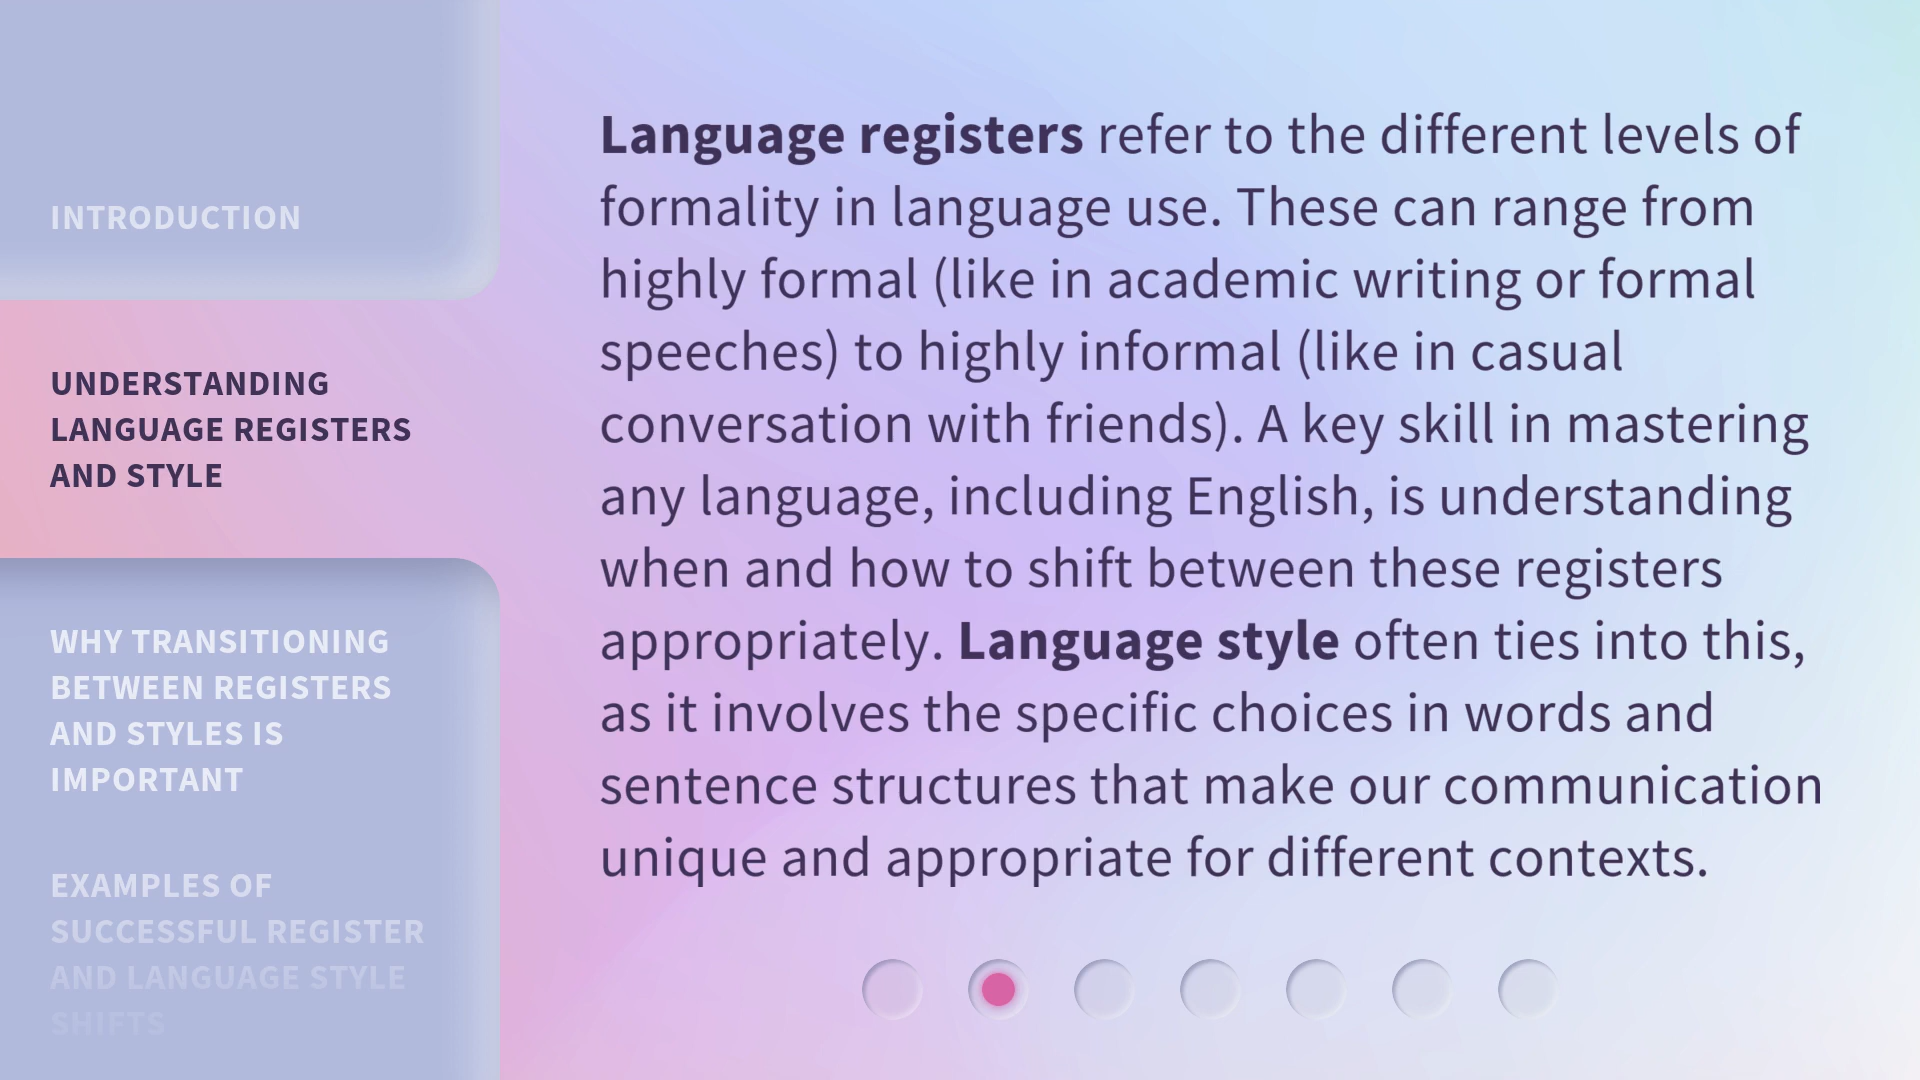 INTRODUCTION
UNDERSTANDING
LANGUAGE REGISTERS
AND STYLE
WHY TRANSITIONING
BETWEEN REGISTERS
AND STYLES IS
IMPORTANT
EXAMPLES OF
SUCCESSFUL REGISTER
AND LANGUAGE STYLE
SHIFTS
Language registers refer to the different levels of
formality in language use. These can range from
highly formal (like in academic writing or formal
speeches) to highly informal (like in casual
conversation with friends). A key skill in mastering
any language, including English, is understanding
when and how to shift between these registers
appropriately. Language style often ties into this,
as it involves the specific choices in words and
sentence structures that make our communication
unique and appropriate for different contexts.